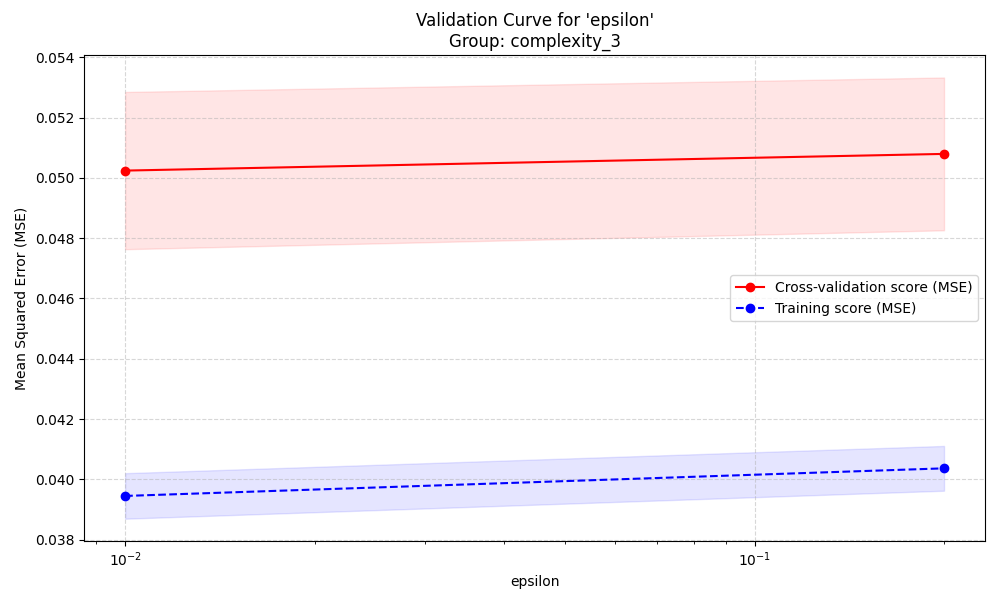 Validation Curve for 'epsilon'
Group: complexity_3
Mean Squared Error (MSE)
0.054
0.052
0.050
0.048
0.046
0.044
0.042
0.040
0.038
Cross-validation score (MSE)
Training score (MSE)
10⁻²
10⁻¹
epsilon